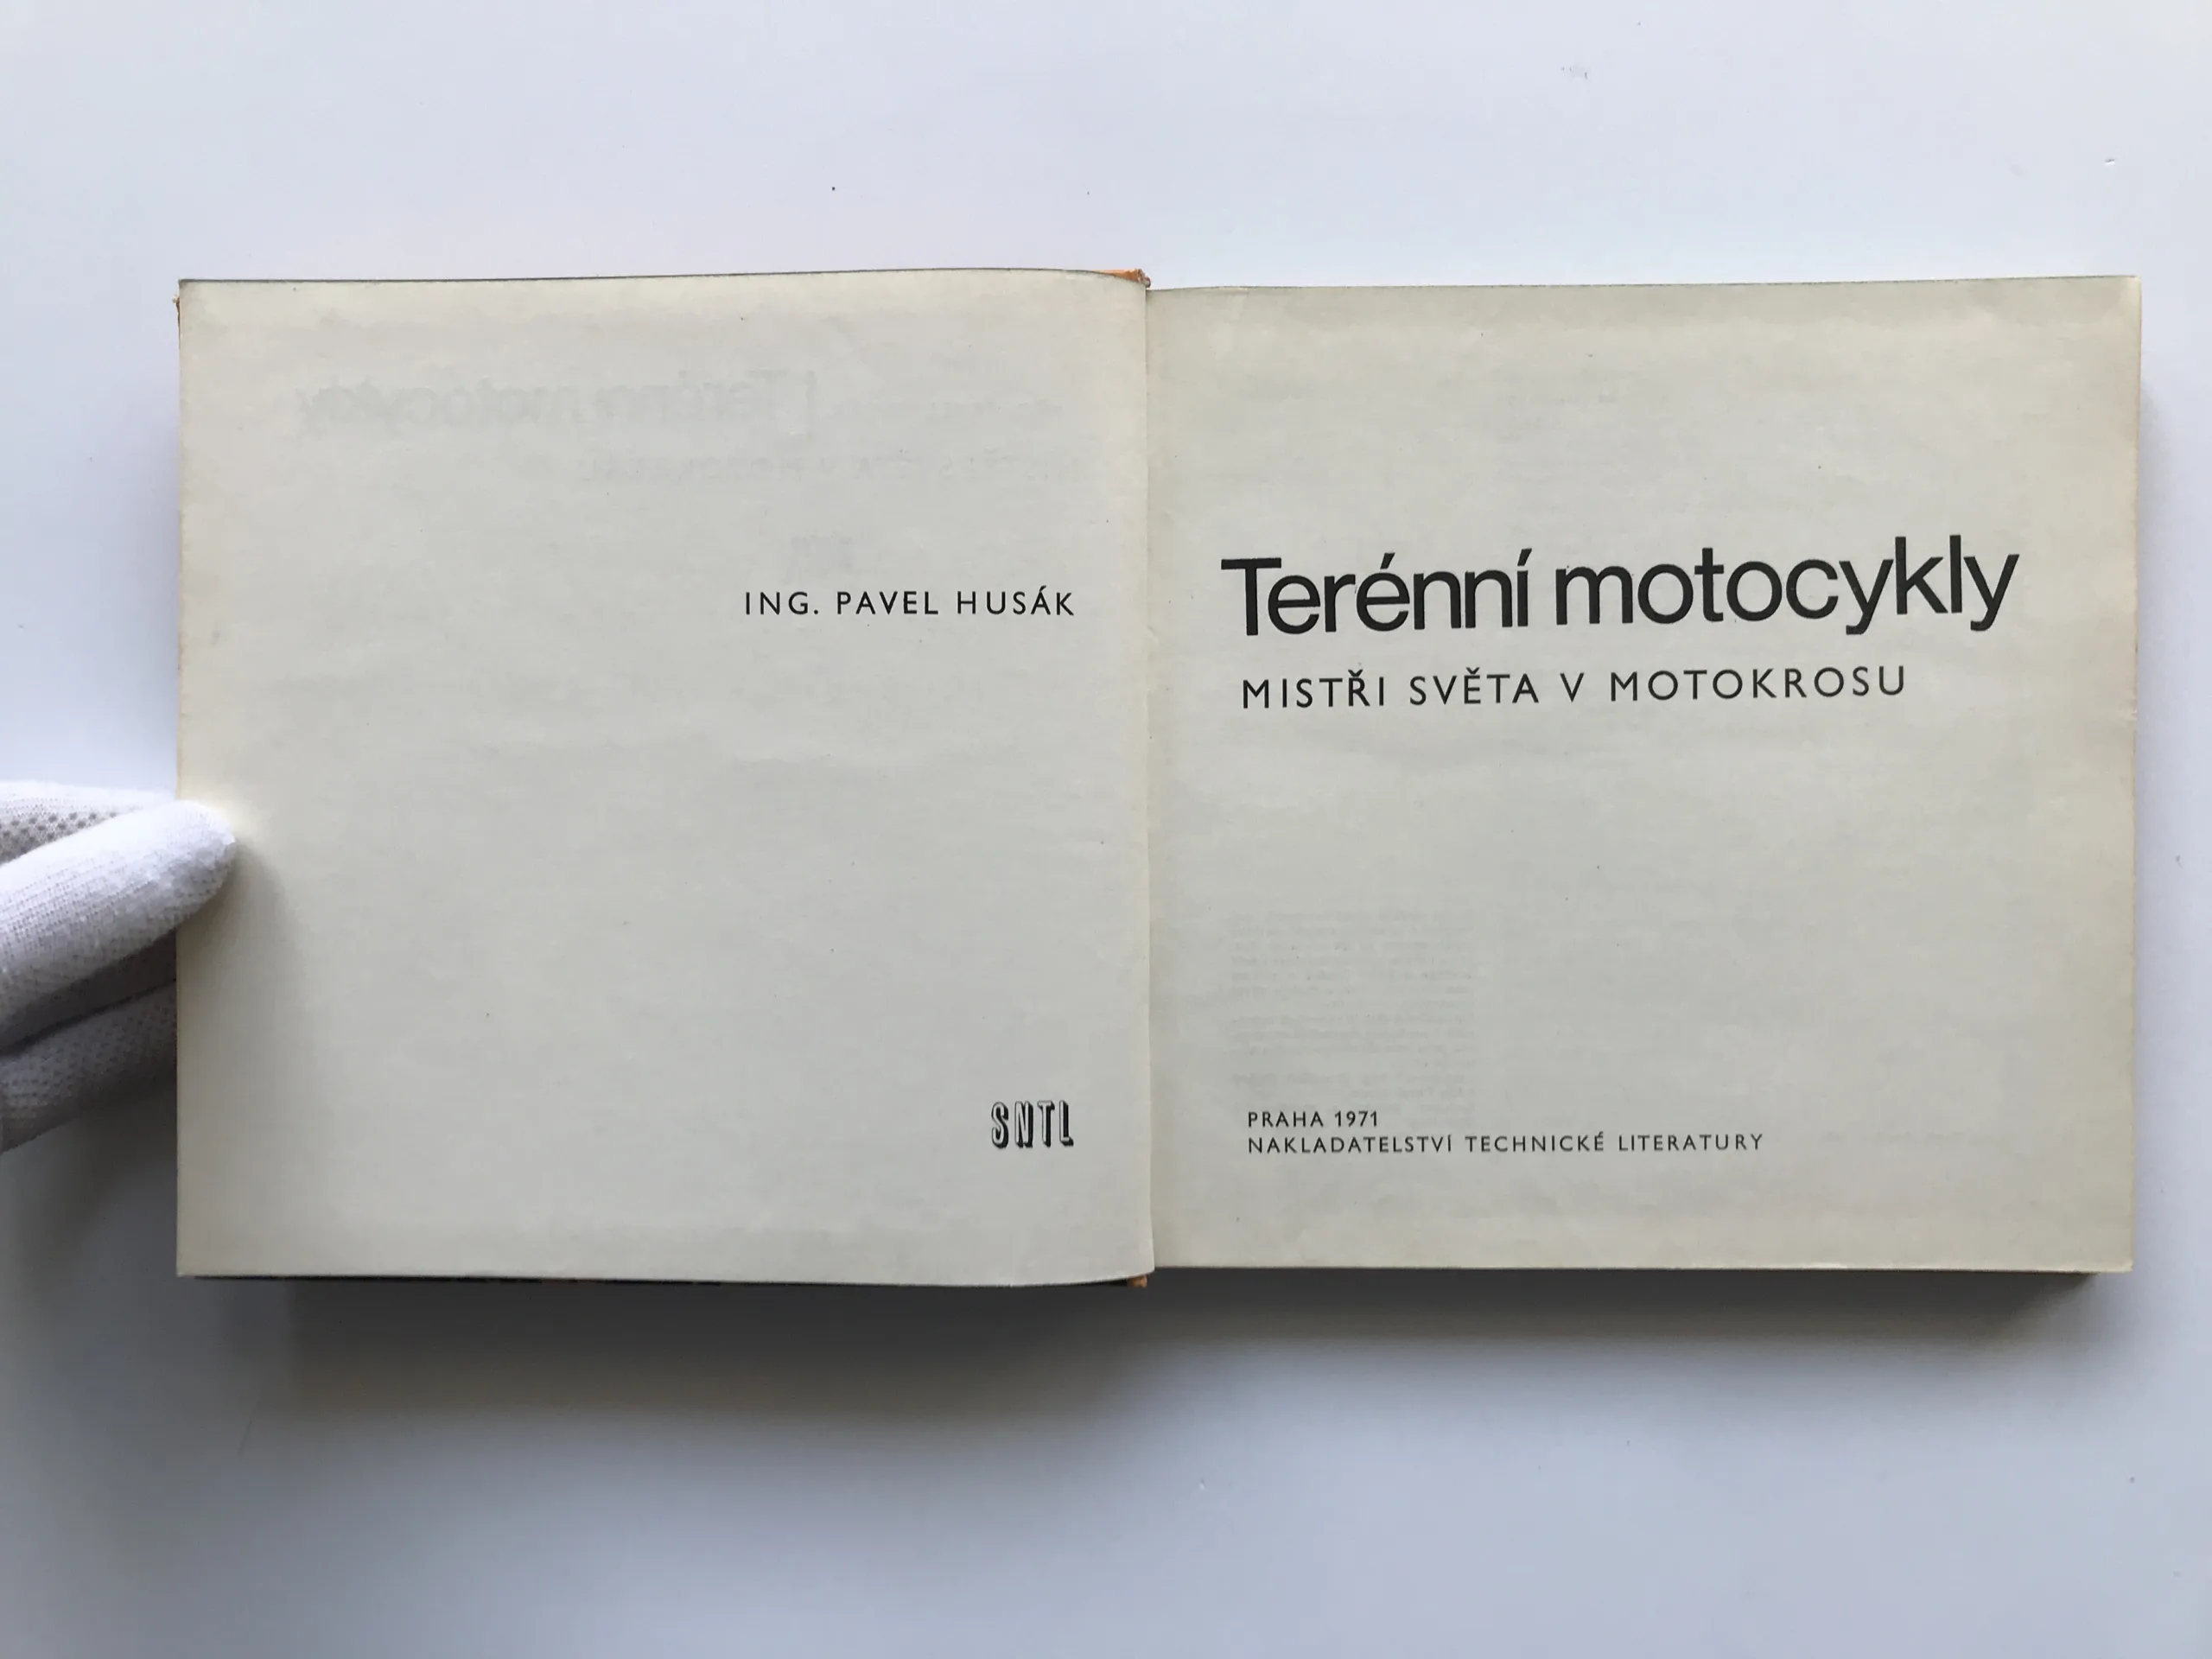 ING. PAVEL HUSÁK
SNTL
Terénní motocykly
MISTŘI SVĚTA V MOTOKROSU
PRAHA 1971
NAKLADATELSTVÍ TECHNICKÉ LITERATURY